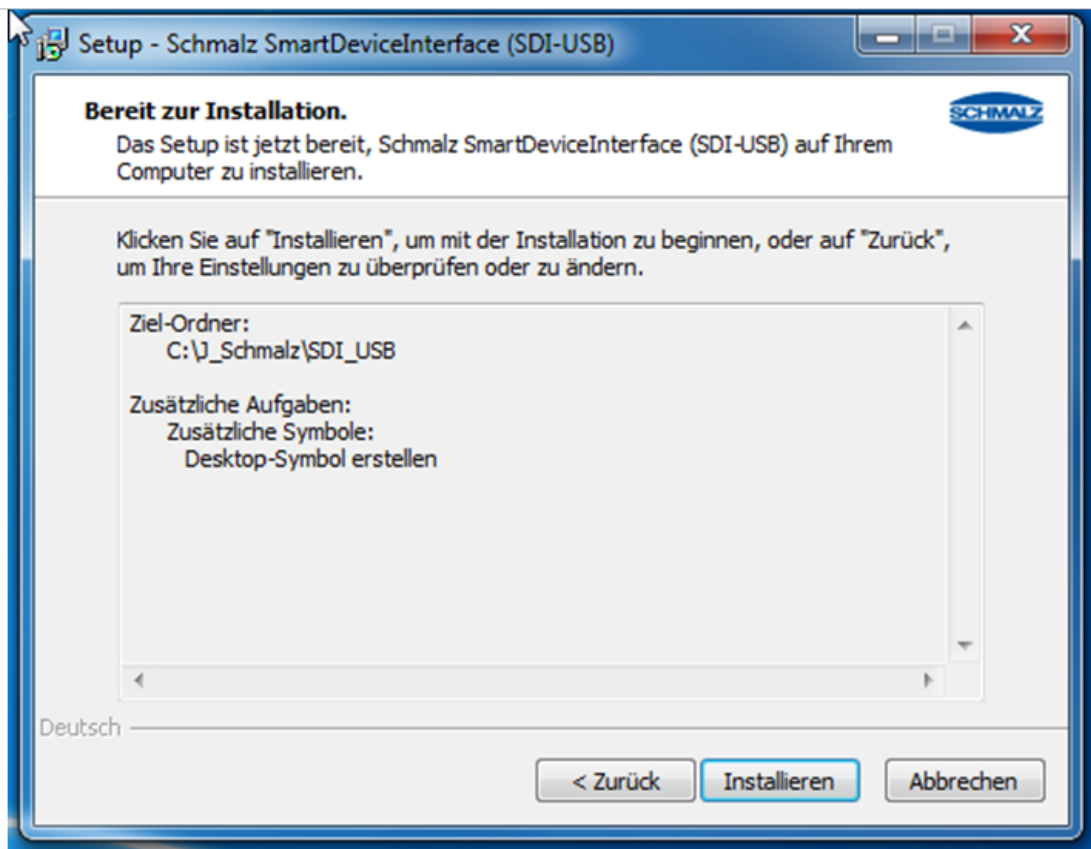 Setup - Schmalz SmartDeviceInterface (SDI-USB)
Bereit zur Installation.
SCHMALZ
Das Setup ist jetzt bereit, Schmalz SmartDeviceInterface (SDI-USB) auf Ihrem
Computer zu installieren.
Klicken Sie auf "Installieren", um mit der Installation zu beginnen, oder auf "Zurück",
um Ihre Einstellungen zu überprüfen oder zu ändern.
Ziel-Ordner:
C:\J_Schmalz\SDI_USB
Zusätzliche Aufgaben:
Zusätzliche Symbole:
Desktop-Symbol erstellen
Deutsch
< Zurück
Installieren
Abbrechen